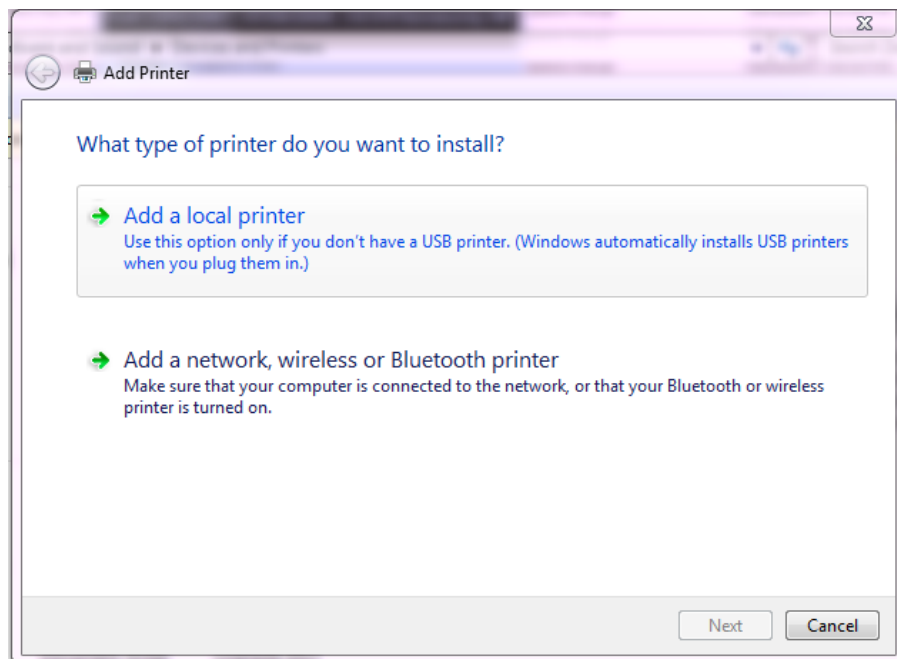 Devices and Printers
Add Printer
What type of printer do you want to install?
Add a local printer
Use this option only if you don't have a USB printer. (Windows automatically installs USB printers
when you plug them in.)
Add a network, wireless or Bluetooth printer
Make sure that your computer is connected to the network, or that your Bluetooth or wireless
printer is turned on.
Next
Cancel